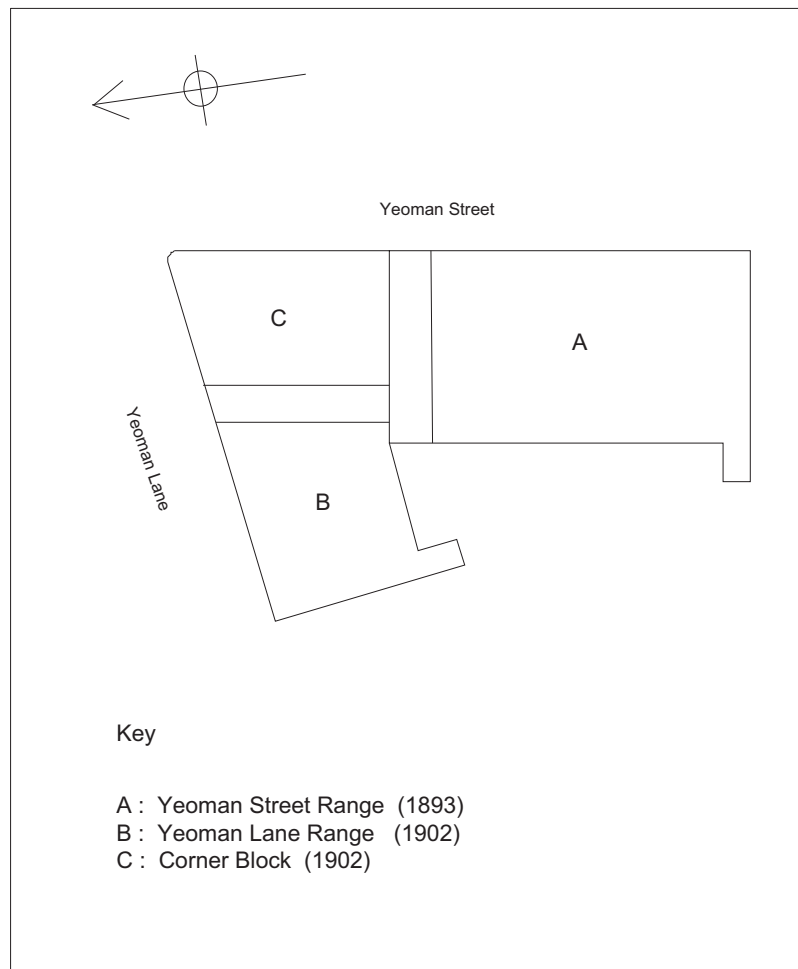 Yeoman Street
C
A
Yeoman Lane
B
Key
A : Yeoman Street Range (1893)
B : Yeoman Lane Range (1902)
C : Corner Block (1902)